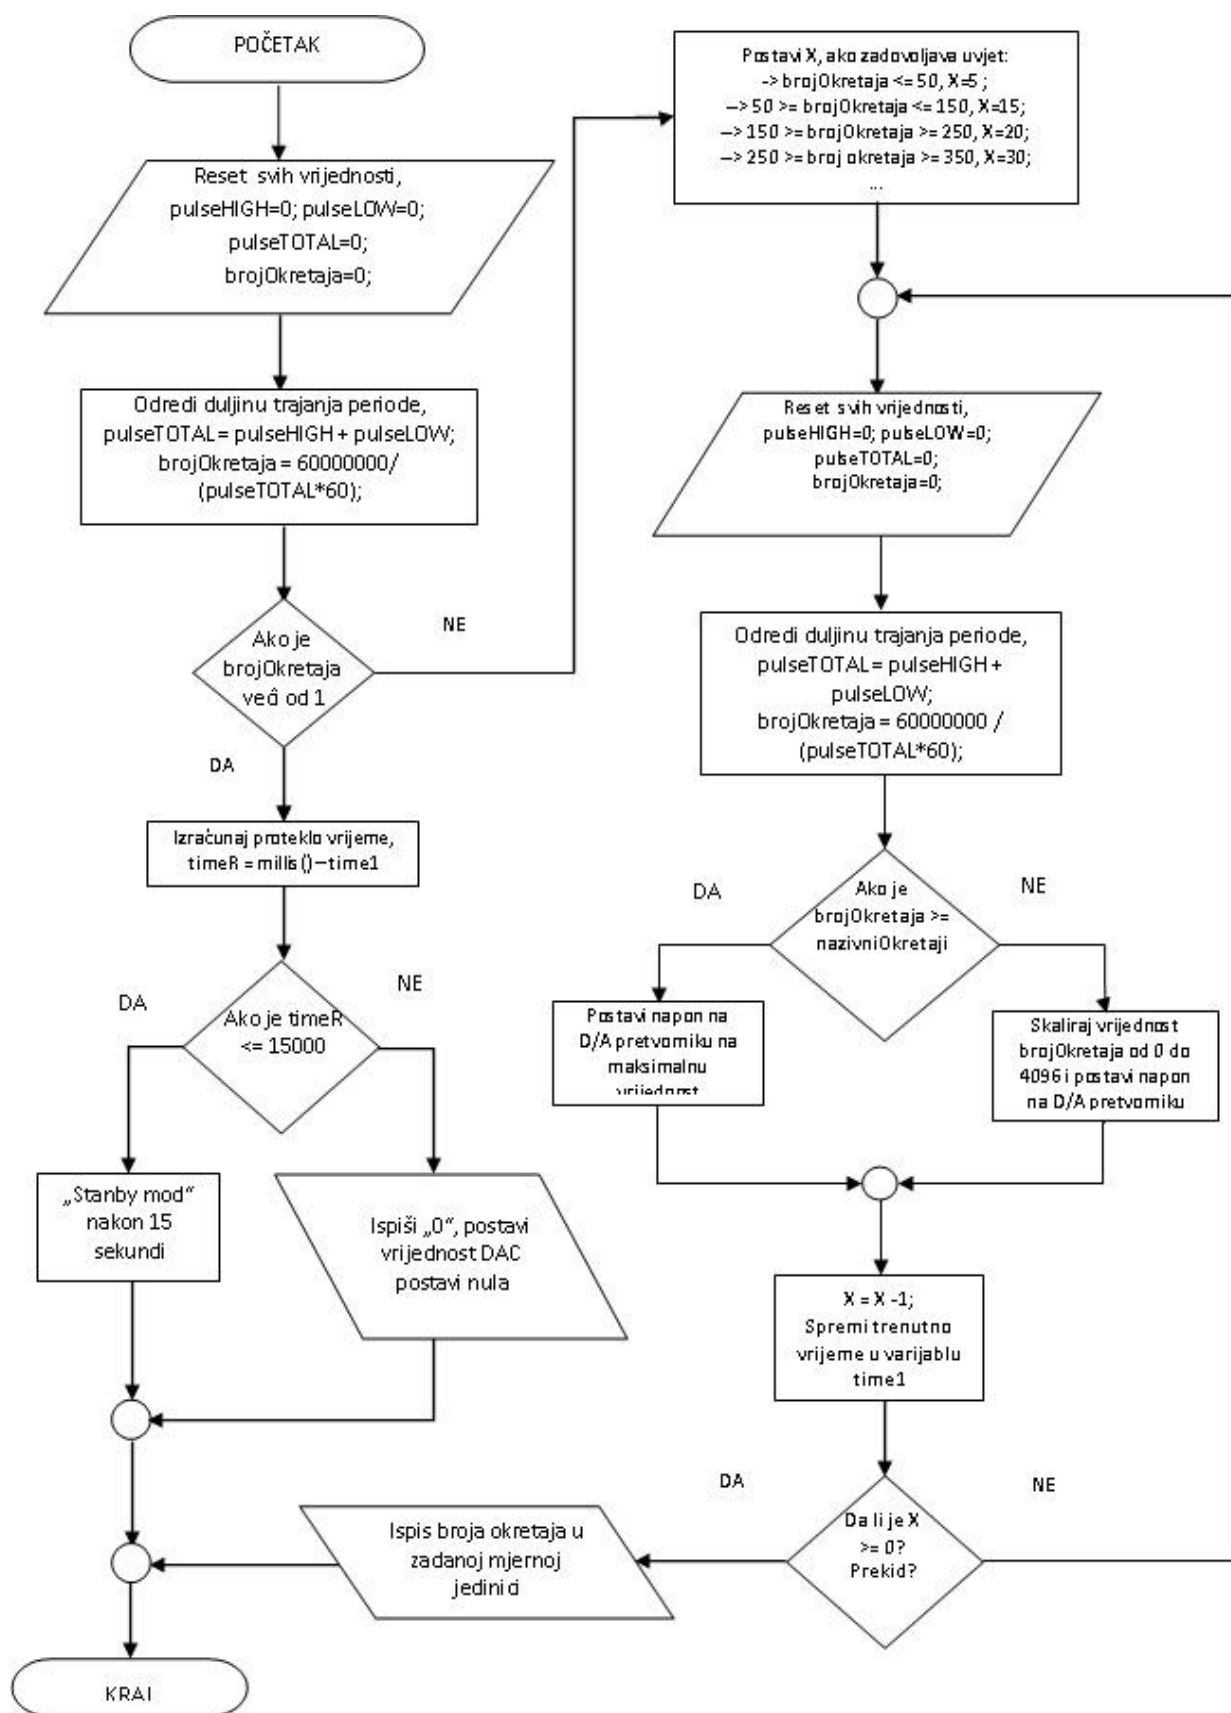 POČETAK
Reset svih vrijednosti,
pulseHIGH=0; pulseLOW=0;
pulseTOTAL=0;
brojOkretaja=0;
Odredi duljinu trajanja periode,
pulseTOTAL = pulseHIGH + pulseLOW;
brojOkretaja = 60000000/
(pulseTOTAL*60);
Ako je
brojOkretaja
veći od 1
NE
DA
Izračunaj proteklo vrijeme,
timeR = millis()–time1
Ako je timeR
<= 15000
DA
NE
„Stanby mod“
nakon 15
sekundi
Ispiši „0“, postavi
vrijednost DAC
postavi nula
Postavi X, ako zadovoljava uvjet:
-> brojOkretaja <= 50, X=5 ;
--> 50 >= brojOkretaja <= 150, X=15;
--> 150 >= brojOkretaja >= 250, X=20;
--> 250 >= broj okretaja >= 350, X=30;
...
Reset svih vrijednosti,
pulseHIGH=0; pulseLOW=0;
pulseTOTAL=0;
brojOkretaja=0;
Odredi duljinu trajanja periode,
pulseTOTAL = pulseHIGH +
pulseLOW;
brojOkretaja = 60000000 /
(pulseTOTAL*60);
Ako je
brojOkretaja >=
nazivniOkretaji
DA
NE
Postavi napon na
D/A pretvorniku na
maksimalnu
vrijednost
Skaliraj vrijednost
brojOkretaja od 0 do
4096 i postavi napon
na D/A pretvorniku
X = X -1;
Spremi trenutno
vrijeme u varijablu
time1
Da li je X
>= 0?
Prekid?
DA
NE
Ispis broja okretaja u
zadanoj mjernoj
jedinici
KRAJ